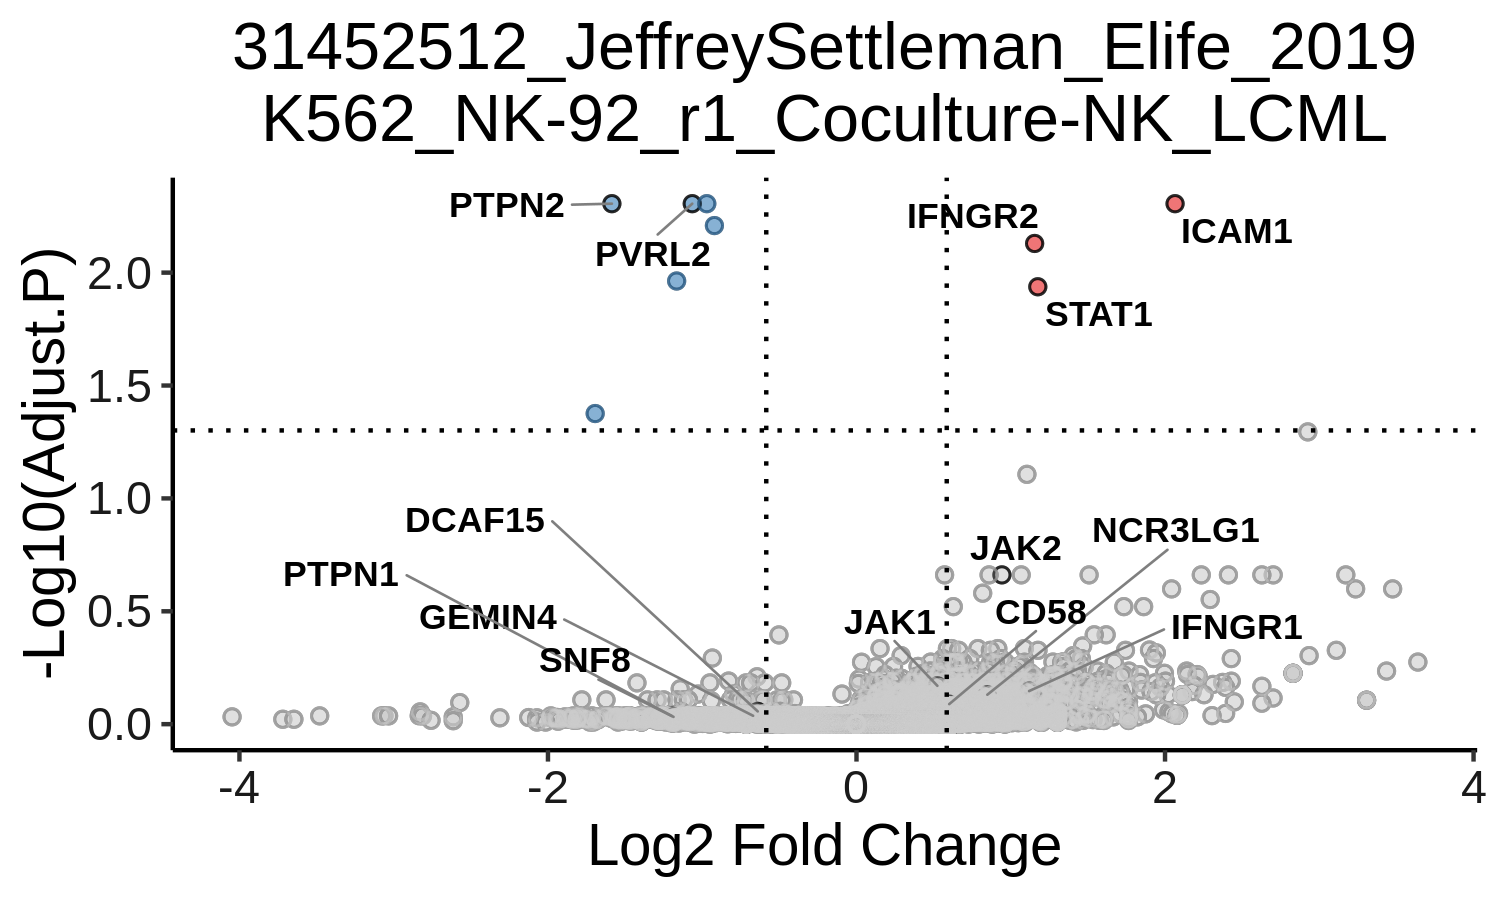 31452512_JeffreySettleman_Elife_2019
K562_NK-92_r1_Coculture-NK_LCML
PTPN2
PVRL2
IFNGR2
ICAM1
STAT1
DCAF15
PTPN1
GEMIN4
SNF8
JAK2
NCR3LG1
JAK1
CD58
IFNGR1
-Log10(Adjust.P)
2.0
1.5
1.0
0.5
0.0
-4
-2
0
2
4
Log2 Fold Change